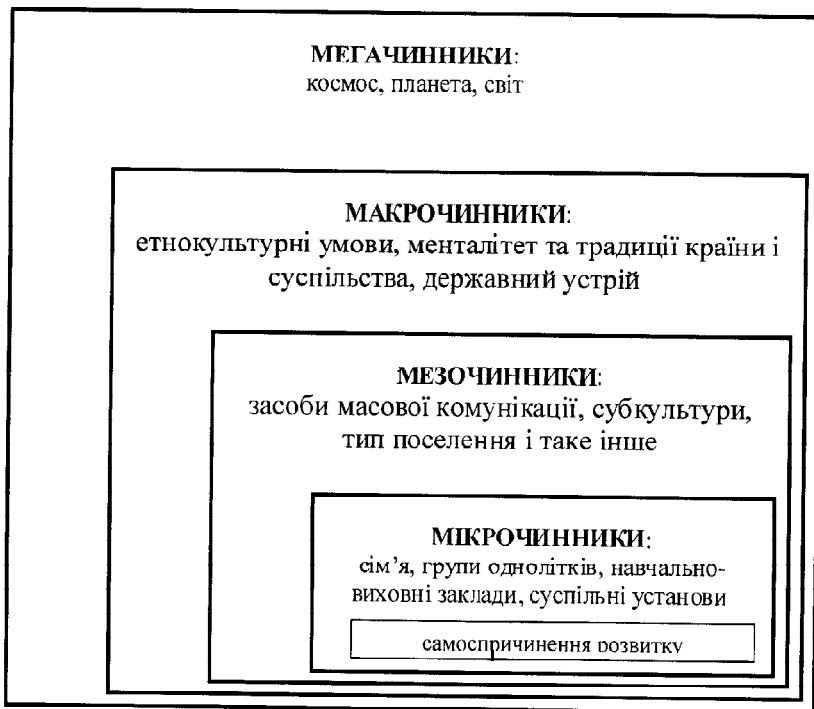 МЕГАЧИННИКИ:
космос, планета, світ
МАКРОЧИННИКИ:
етнокультурні умови, менталітет та традиції країни і
суспільства, державний устрій
МЕЗОЧИННИКИ:
засоби масової комунікації, субкультури,
тип поселення і таке інше
МІКРОЧИННИКИ:
сім’я, групи однолітків, навчально-
виховні заклади, суспільні установи
самоспричинення розвитку